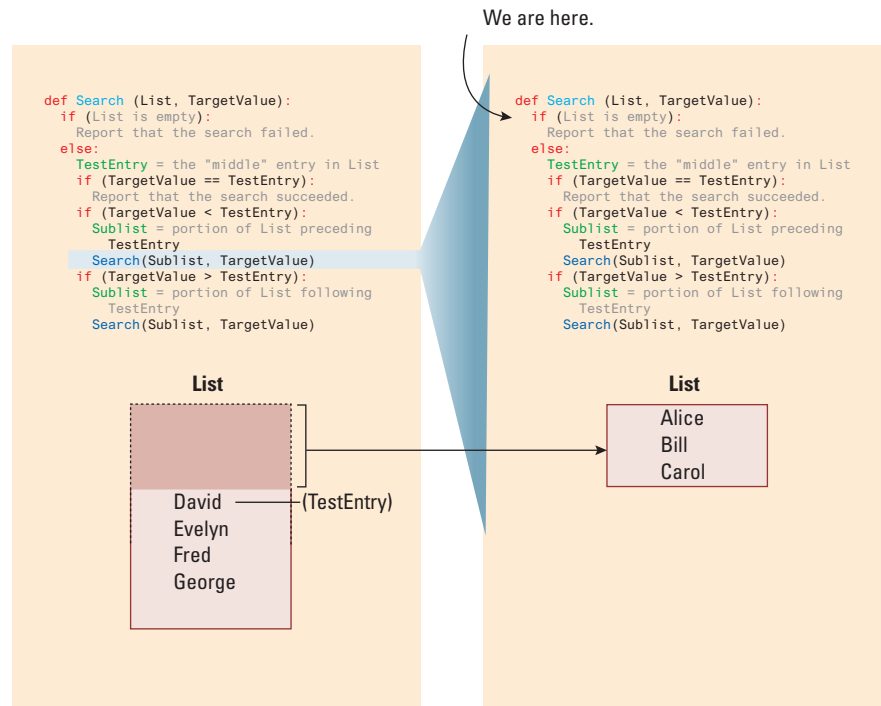 We are here.
def Search (List, TargetValue):
if (List is empty):
Report that the search failed.
else:
TestEntry = the "middle" entry in List
if (TargetValue == TestEntry):
Report that the search succeeded.
if (TargetValue < TestEntry):
Sublist = portion of List preceding
TestEntry
Search(Sublist, TargetValue)
if (TargetValue > TestEntry):
Sublist = portion of List following
TestEntry
Search(Sublist, TargetValue)
List
David
(TestEntry)
Evelyn
Fred
George
def Search (List, TargetValue):
if (List is empty):
Report that the search failed.
else:
TestEntry = the "middle" entry in List
if (TargetValue == TestEntry):
Report that the search succeeded.
if (TargetValue < TestEntry):
Sublist = portion of List preceding
TestEntry
Search(Sublist, TargetValue)
if (TargetValue > TestEntry):
Sublist = portion of List following
TestEntry
Search(Sublist, TargetValue)
List
Alice
Bill
Carol